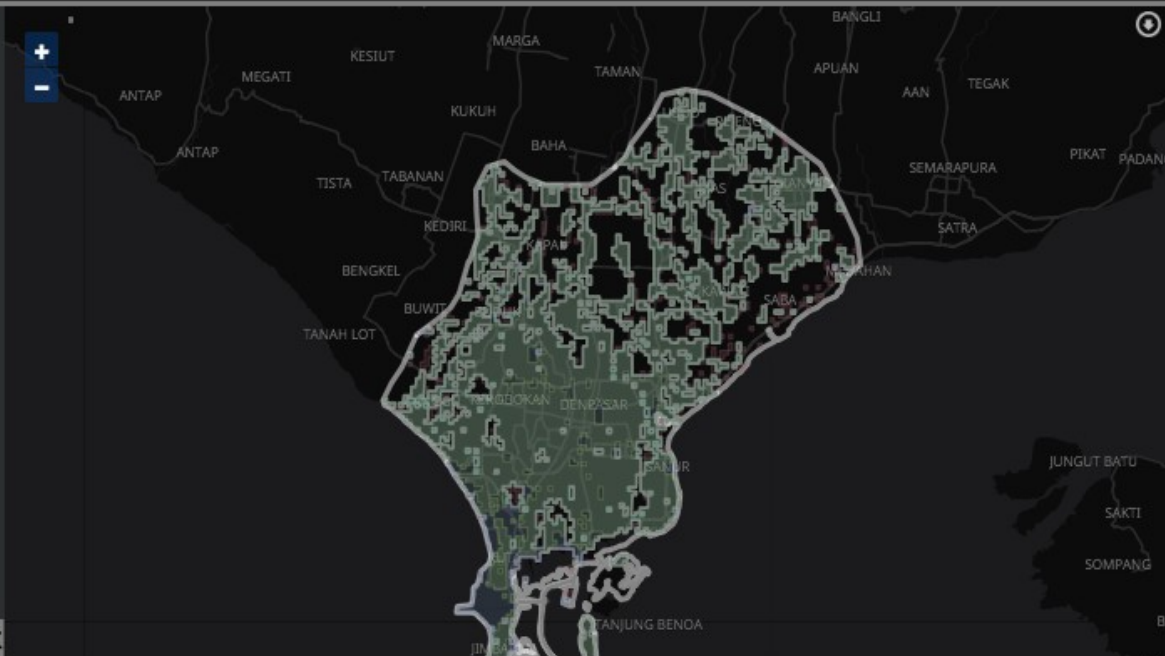 BANGLI
MARGA
KESIUT
TAMAN
APUAN
MEGATI
TEGAK
AAN
ANTAP
KUKUH
BAHA
ANTAP
PIKAT
SEMARAPURA
TABANAN
TISTA
KEDIRI
SATRA
BENGKEL
SABA
BUWIT
TANAH LOT
DENPASAR
JUNGUT BATU
SANUR
SAKTI
SOMPANG
TANJUNG BENOA